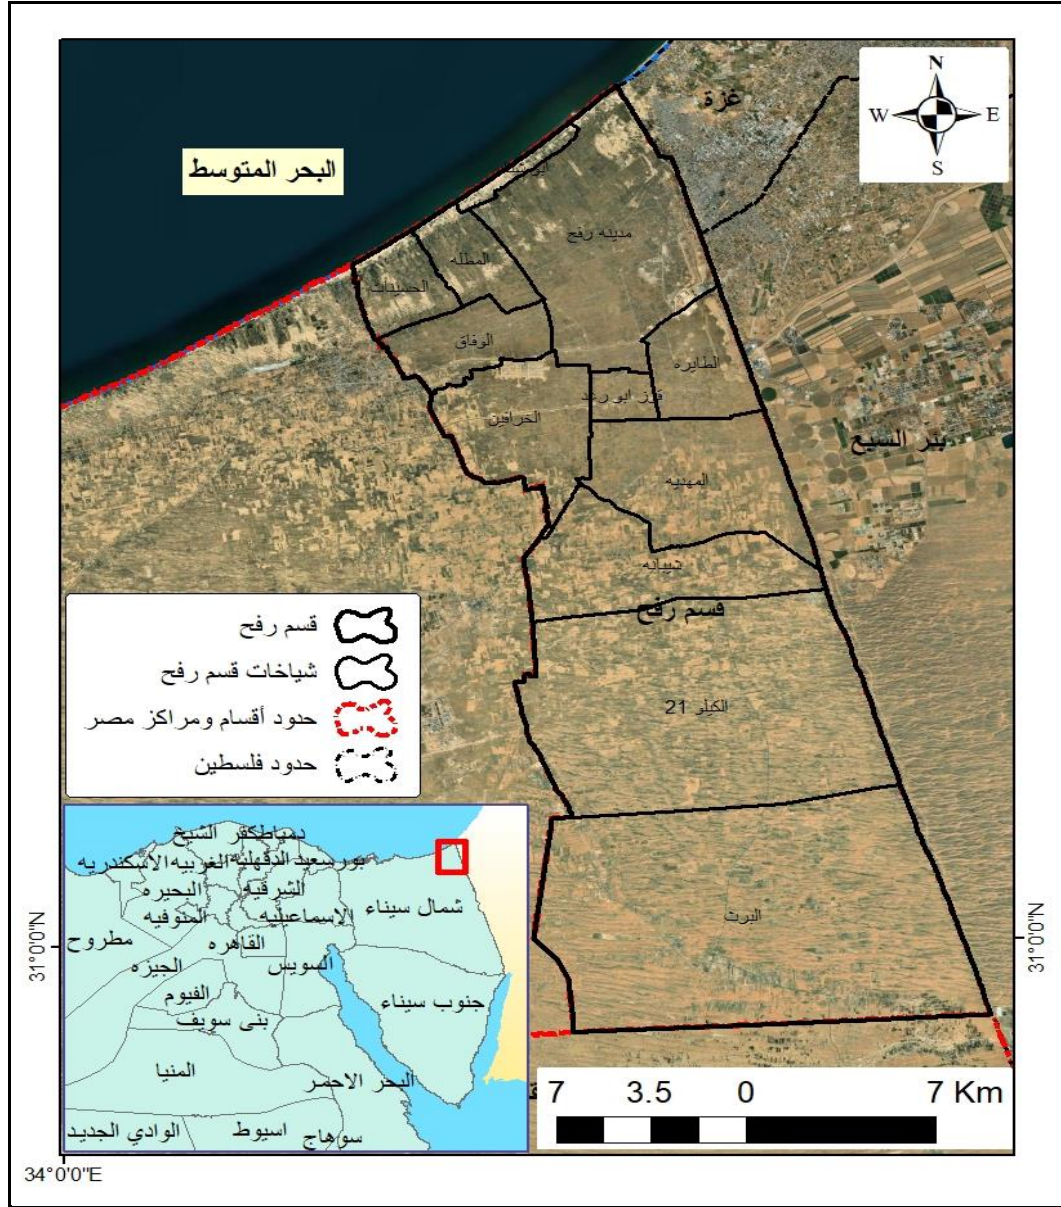 N
W E
S
غزة
البحر المتوسط
مدينه رفح
المطله
الحسينات
الوفاق
الطايره
قوز ابو رعد
الخرافين
بئر السبع
المهديه
شيبانه
قسم رفح
الكيلو 21
البرث
قسم رفح
شياخات قسم رفح
حدود أقسام ومراكز مصر
حدود فلسطين
دمياط
كفر الشيخ
بورسعيد
الدقهلية
الغربيه
الاسكندريه
البحيره
الشرقيه
شمال سيناء
المنوفيه
الاسماعيليه
مطروح
القاهره
الجيزه
السويس
جنوب سيناء
الفيوم
بنى سويف
المنيا
البحر الاحمر
الوادي الجديد
اسيوط
سوهاج
7 3.5 0 7 Km
31°0'0"N
31°0'0"N
34°0'0"E